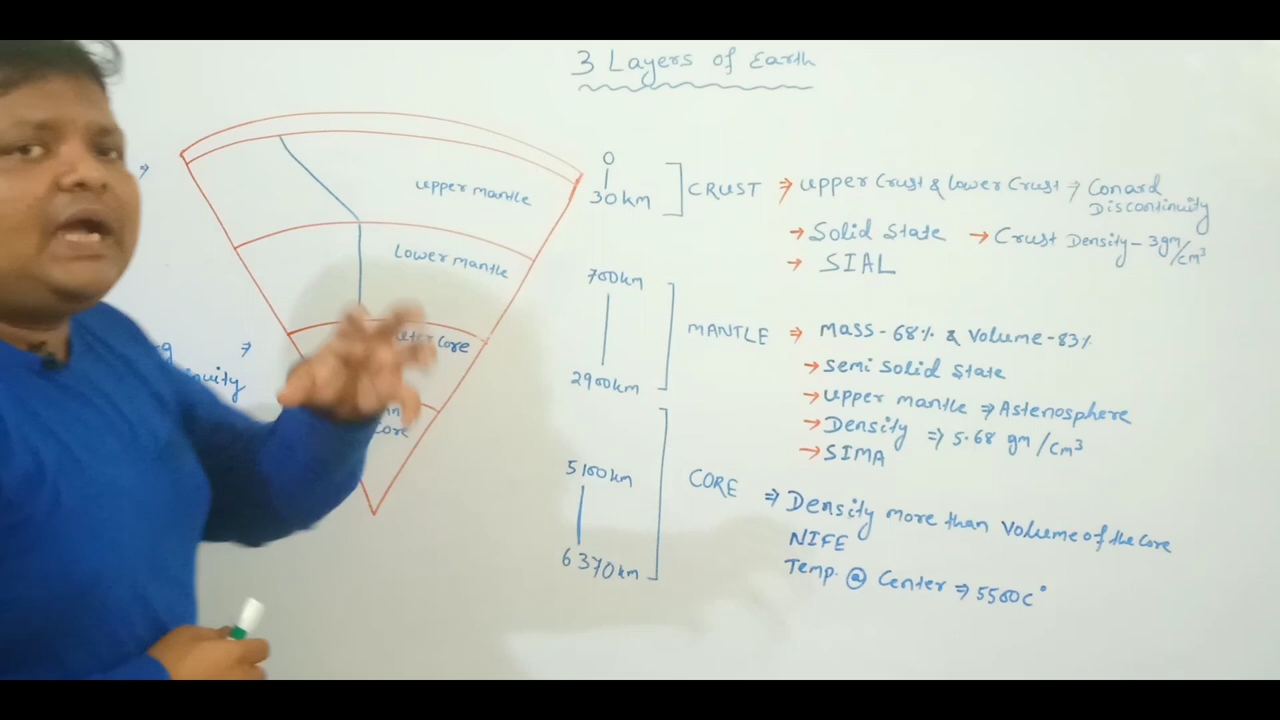 3 Layers of Earth
upper mantle
Lower mantle
core
core
0
30km
CRUST ⇒ upper Crust & Lower Crust ⇒ Conard
DISContinuity
→ Solid State → Crust Density - 3gm/cm³
→ SIAL
700km
2900km
MANTLE ⇒ Mass - 68% & Volume - 83%
→ semi solid state
→ upper mantle ⇒ Astenosphere
→ Density ⇒ 5.68 gm/cm³
→ SIMA
5100km
6370km
CORE ⇒ Density more than Volume of the core
NIFE
Temp. @ Center ⇒ 5500c°